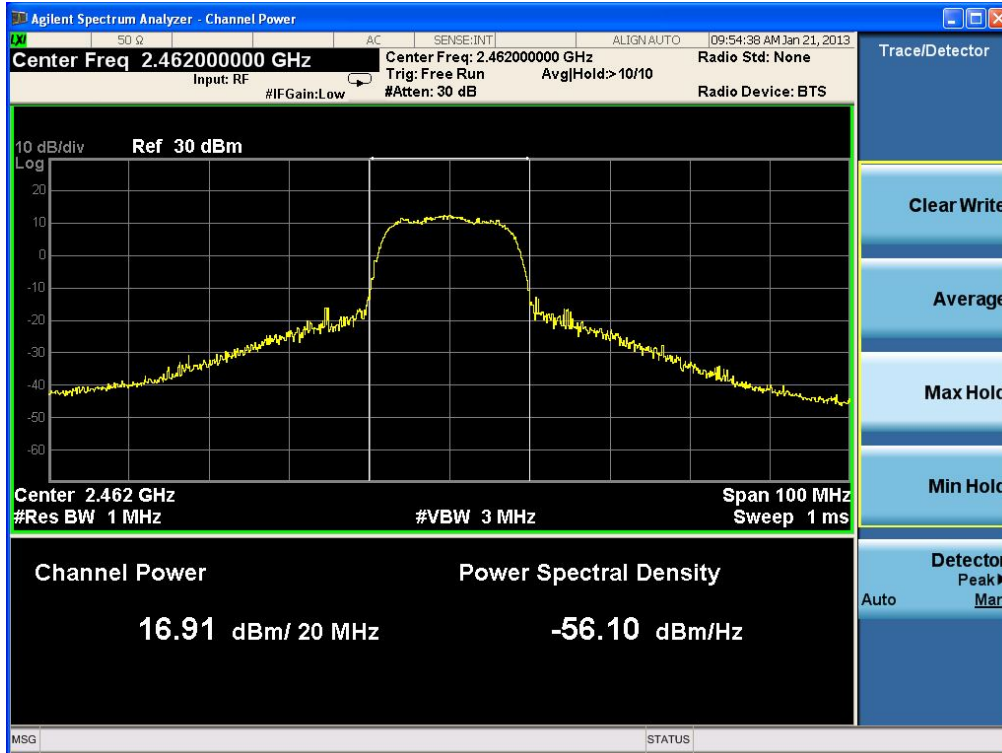 Agilent Spectrum Analyzer - Channel Power
LXI 50 Ω AC SENSE:INT ALIGN AUTO 09:54:38 AM Jan 21, 2013
Center Freq 2.462000000 GHz
Input: RF
#IFGain:Low
Center Freq: 2.462000000 GHz
Trig: Free Run Avg|Hold:>10/10
#Atten: 30 dB
Radio Std: None
Radio Device: BTS
Trace/Detector
10 dB/div Ref 30 dBm
Log
20
10
0
-10
-20
-30
-40
-50
-60
Center 2.462 GHz Span 100 MHz
#Res BW 1 MHz #VBW 3 MHz Sweep 1 ms
Channel Power Power Spectral Density
16.91 dBm/ 20 MHz -56.10 dBm/Hz
Clear Write
Average
Max Hold
Min Hold
Detector
Peak▶
Auto Man
MSG STATUS